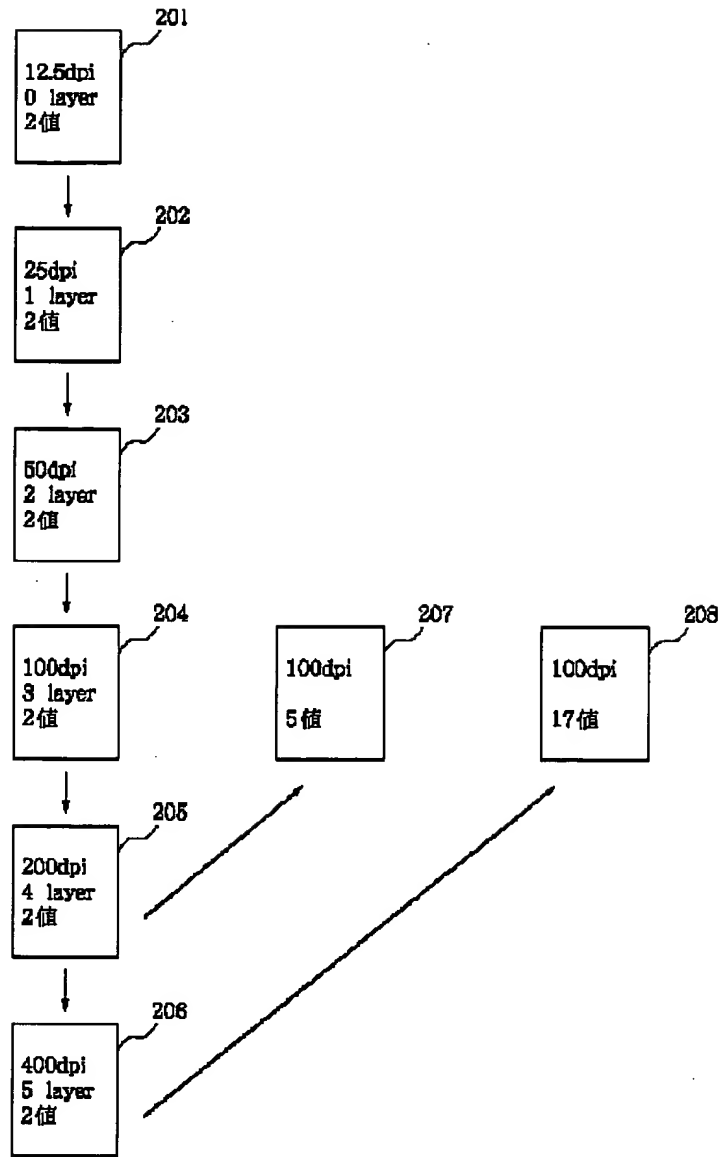 201
12.5dpi
0 layer
2値
202
25dpi
1 layer
2値
203
50dpi
2 layer
2値
204
100dpi
3 layer
2値
207
100dpi
5値
208
100dpi
17値
205
200dpi
4 layer
2値
206
400dpi
5 layer
2値